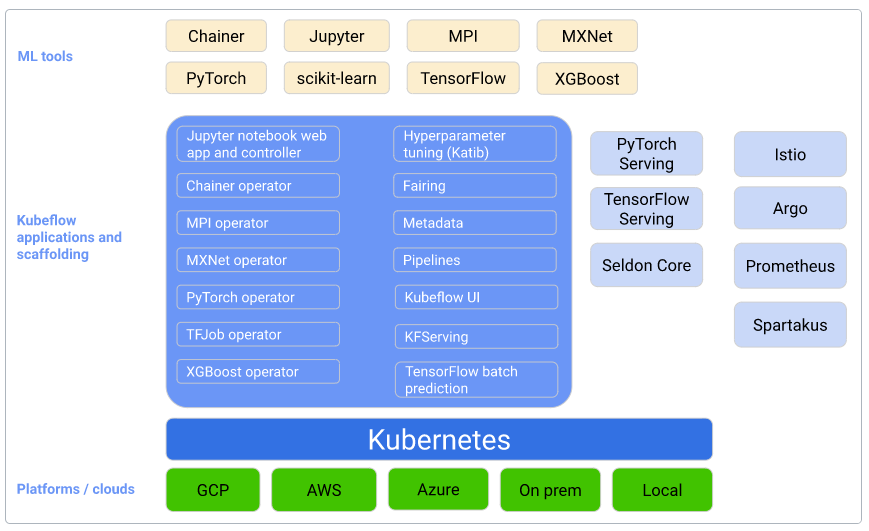 ML tools
Chainer
Jupyter
MPI
MXNet
PyTorch
scikit-learn
TensorFlow
XGBoost
Kubeflow
applications and
scaffolding
Jupyter notebook web
app and controller
Chainer operator
MPI operator
MXNet operator
PyTorch operator
TFJob operator
XGBoost operator
Hyperparameter
tuning (Katib)
Fairing
Metadata
Pipelines
Kubeflow UI
KFServing
TensorFlow batch
prediction
PyTorch
Serving
TensorFlow
Serving
Seldon Core
Istio
Argo
Prometheus
Spartakus
Kubernetes
Platforms / clouds
GCP
AWS
Azure
On prem
Local